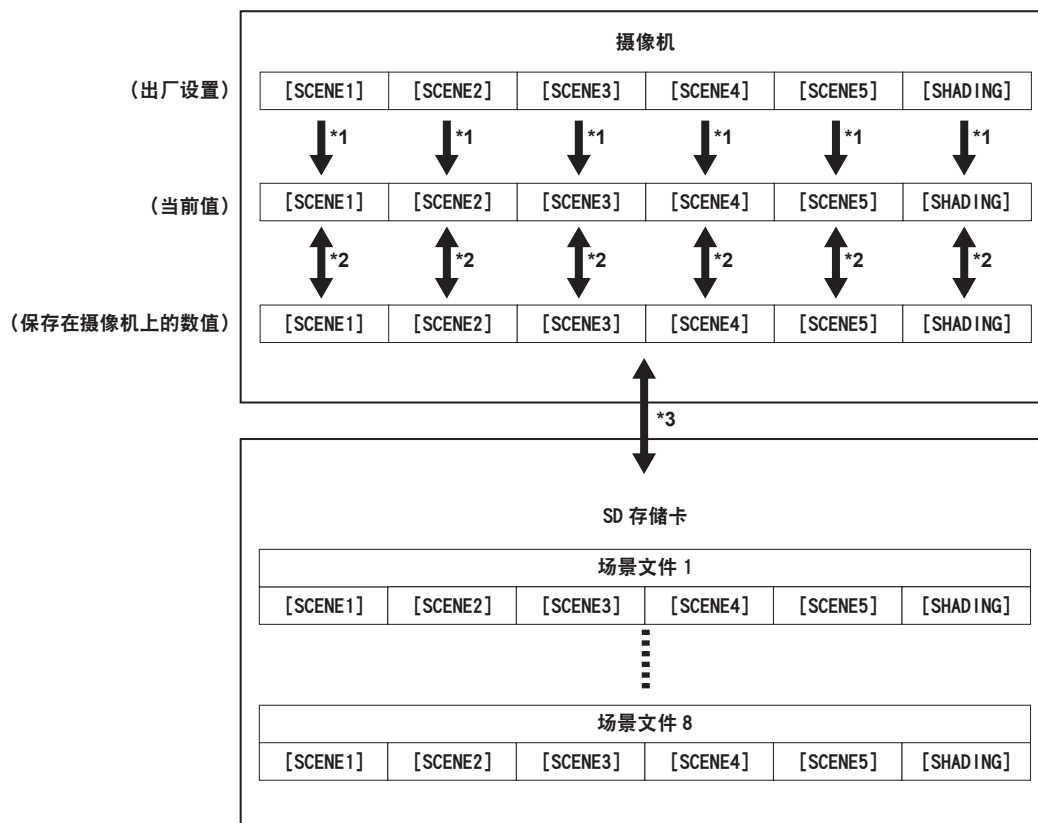 摄像机
（出厂设置） [SCENE1] [SCENE2] [SCENE3] [SCENE4] [SCENE5] [SHADING]
*1 *1 *1 *1 *1 *1
（当前值） [SCENE1] [SCENE2] [SCENE3] [SCENE4] [SCENE5] [SHADING]
*2 *2 *2 *2 *2 *2
（保存在摄像机上的数值） [SCENE1] [SCENE2] [SCENE3] [SCENE4] [SCENE5] [SHADING]
*3
SD 存储卡
场景文件 1
[SCENE1] [SCENE2] [SCENE3] [SCENE4] [SCENE5] [SHADING]
场景文件 8
[SCENE1] [SCENE2] [SCENE3] [SCENE4] [SCENE5] [SHADING]